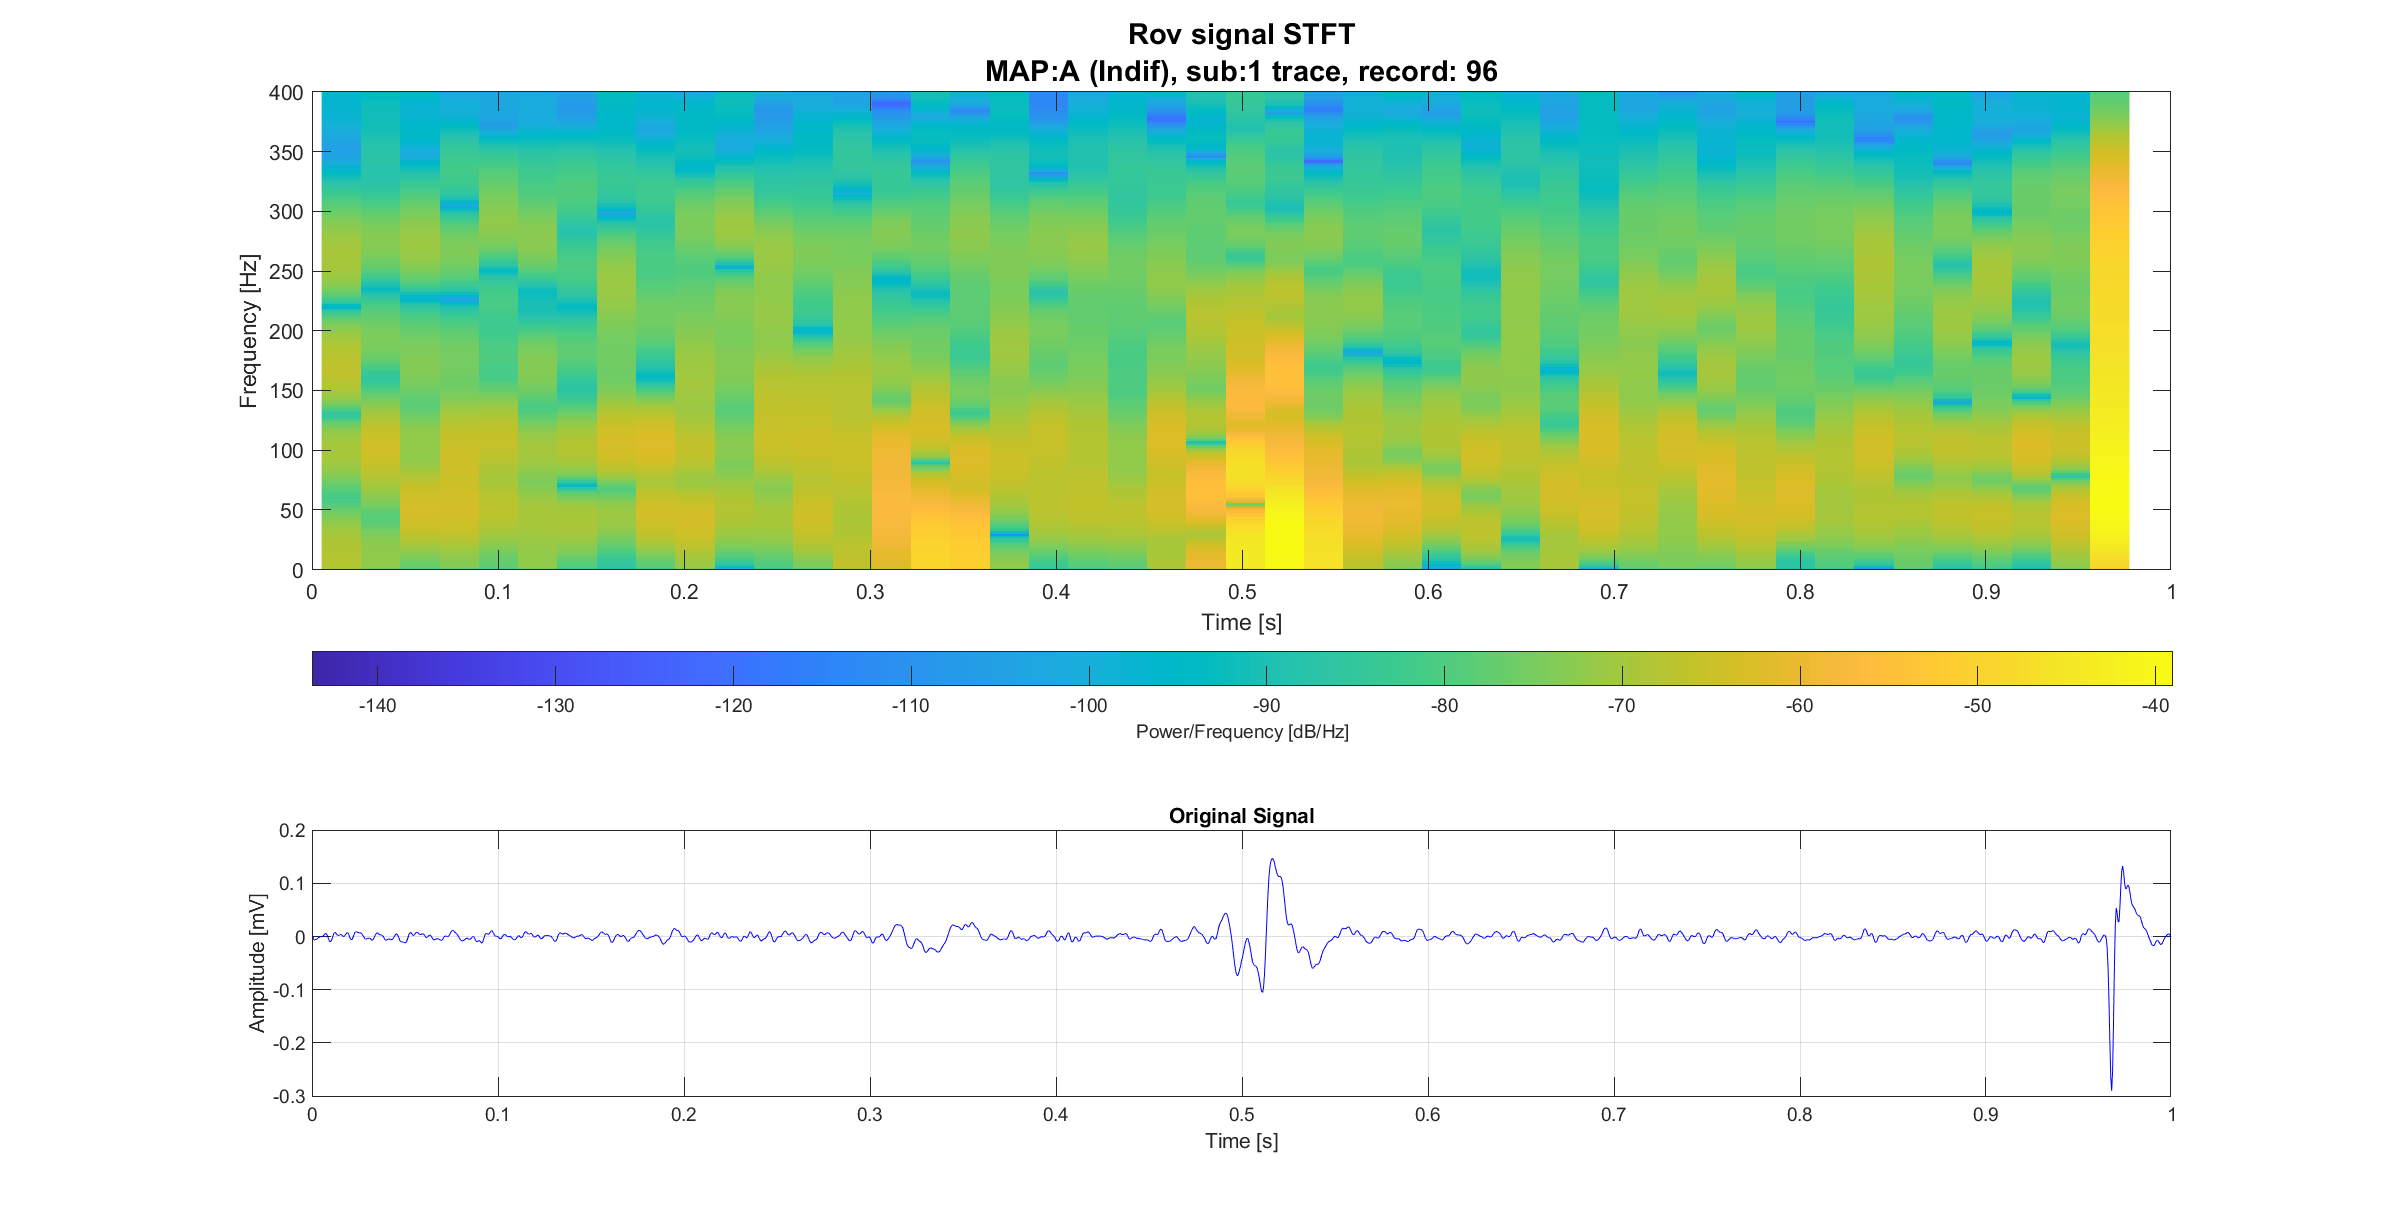 Rov signal STFT
MAP:A (Indif), sub:1 trace, record: 96
400
350
300
250
200
150
100
50
0
Frequency [Hz]
0 0.1 0.2 0.3 0.4 0.5 0.6 0.7 0.8 0.9 1
Time [s]
-140 -130 -120 -110 -100 -90 -80 -70 -60 -50 -40
Power/Frequency [dB/Hz]
Original Signal
0.2
0.1
0
-0.1
-0.2
-0.3
Amplitude [mV]
0 0.1 0.2 0.3 0.4 0.5 0.6 0.7 0.8 0.9 1
Time [s]